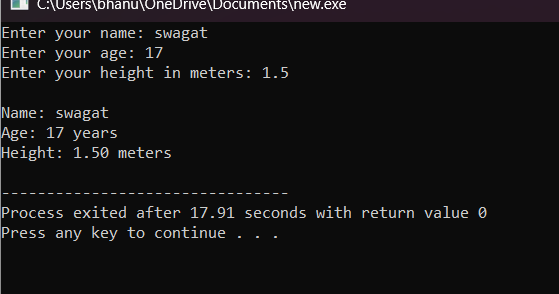 C:\Users\bhanu\OneDrive\Documents\new.exe
Enter your name: swagat
Enter your age: 17
Enter your height in meters: 1.5
Name: swagat
Age: 17 years
Height: 1.50 meters
--------------------------------
Process exited after 17.91 seconds with return value 0
Press any key to continue . . .